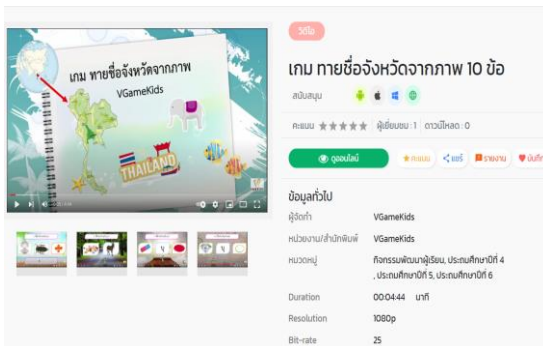 เกม ทายชื่อจังหวัดจากภาพ
VGameKids
THAILAND
วิดีโอ
เกม ทายชื่อจังหวัดจากภาพ 10 ข้อ
สนับสนุน
คะแนน ผู้เยี่ยมชม : 1 ดาวน์โหลด : 0
ดูออนไลน์ คะแนน แชร์ รายงาน บันทึก
ข้อมูลทั่วไป
ผู้จัดทำ VGameKids
หน่วยงาน/สำนักพิมพ์ VGameKids
หมวดหมู่ กิจกรรมพัฒนาผู้เรียน, ประถมศึกษาปีที่ 4
, ประถมศึกษาปีที่ 5, ประถมศึกษาปีที่ 6
Duration 00:04:44 นาที
Resolution 1080p
Bit-rate 25